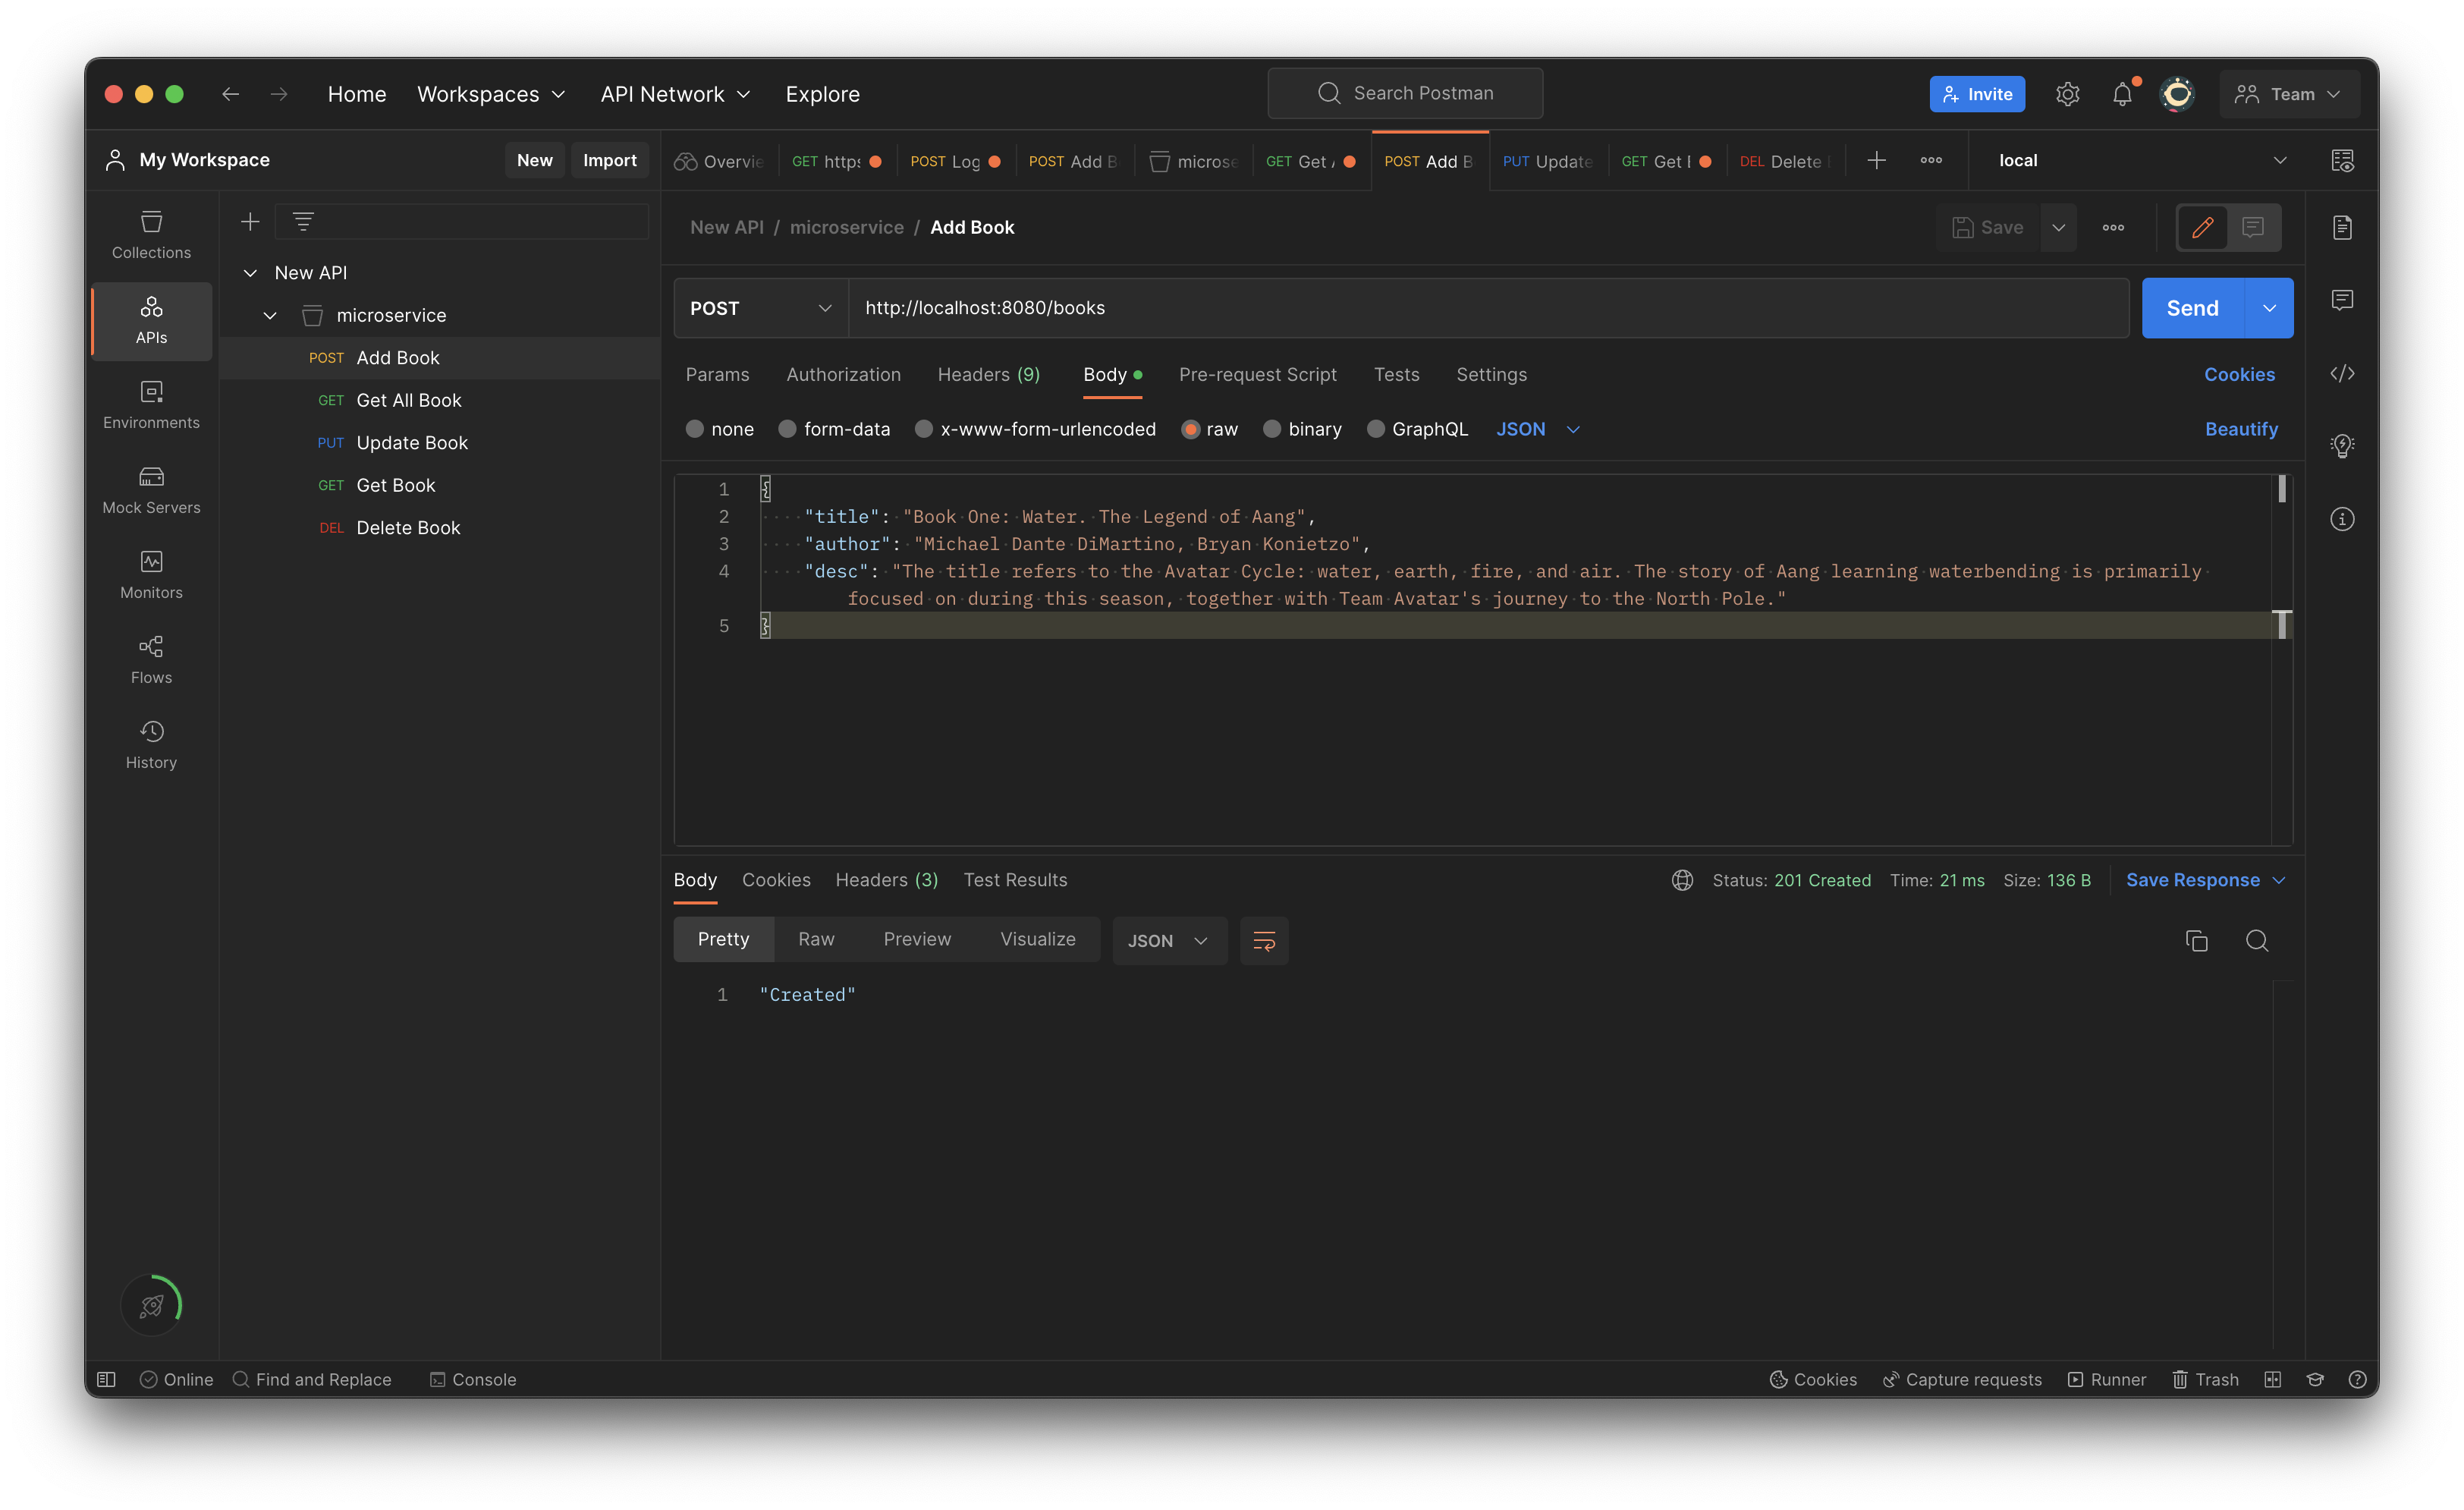 Home Workspaces API Network Explore Search Postman Invite Team
My Workspace New Import
Overvie GET https POST Log POST Add B microse GET Get POST Add B PUT Update GET Get DEL Delete local
Collections
APIs
Environments
Mock Servers
Monitors
Flows
History
New API
microservice
POST Add Book
GET Get All Book
PUT Update Book
GET Get Book
DEL Delete Book
New API / microservice / Add Book Save
POST http://localhost:8080/books Send
Params Authorization Headers (9) Body Pre-request Script Tests Settings Cookies
none form-data x-www-form-urlencoded raw binary GraphQL JSON Beautify
1 {
2 "title": "Book One: Water. The Legend of Aang",
3 "author": "Michael Dante DiMartino, Bryan Konietzo",
4 "desc": "The title refers to the Avatar Cycle: water, earth, fire, and air. The story of Aang learning waterbending is primarily
focused on during this season, together with Team Avatar's journey to the North Pole."
5 }
Body Cookies Headers (3) Test Results Status: 201 Created Time: 21 ms Size: 136 B Save Response
Pretty Raw Preview Visualize JSON
1 "Created"
Online Find and Replace Console Cookies Capture requests Runner Trash